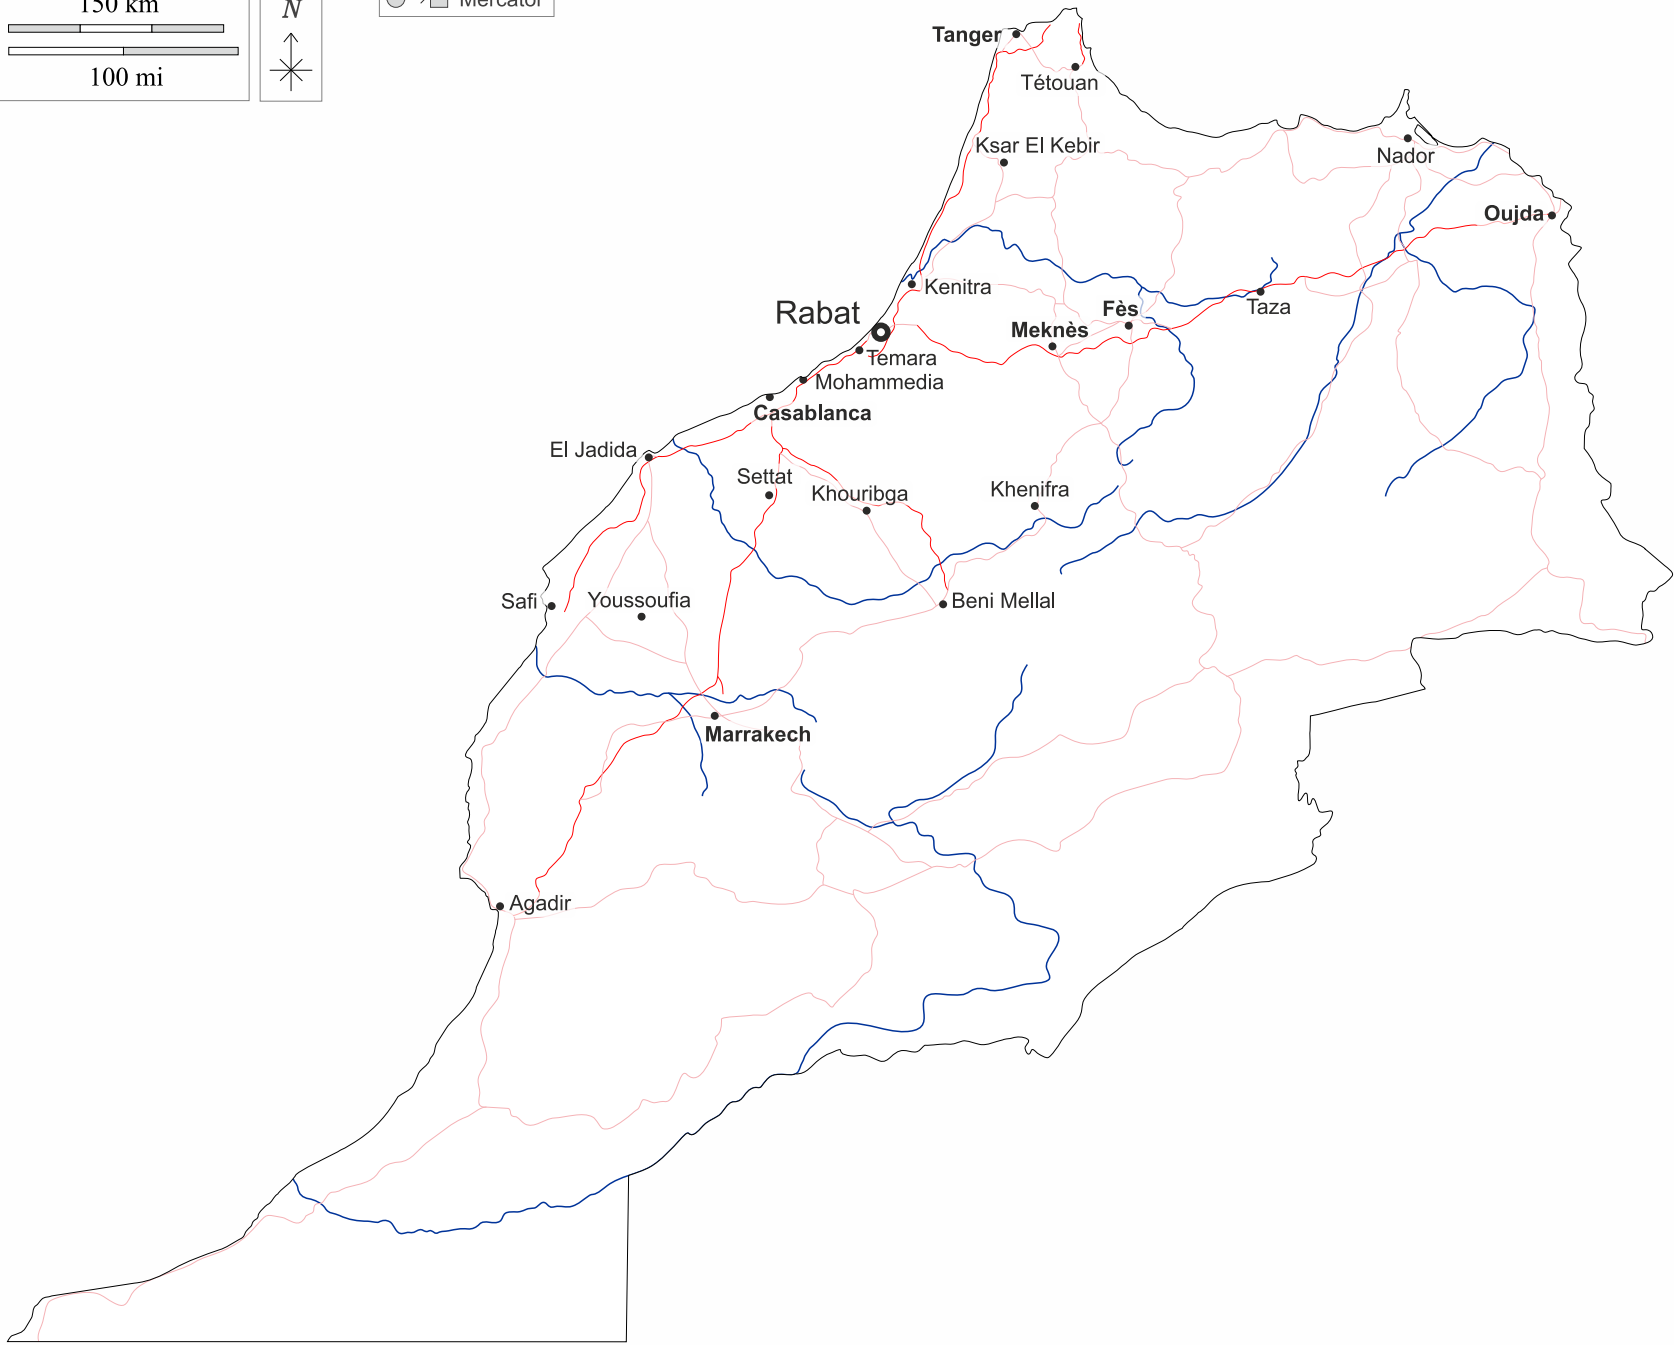 150 km
100 mi
N
Mercator
Tanger
Tétouan
Ksar El Kebir
Nador
Oujda
Kenitra
Rabat
Fès
Taza
Meknès
Temara
Mohammedia
Casablanca
El Jadida
Settat
Khouribga
Khenifra
Safi
Youssoufia
Beni Mellal
Marrakech
Agadir